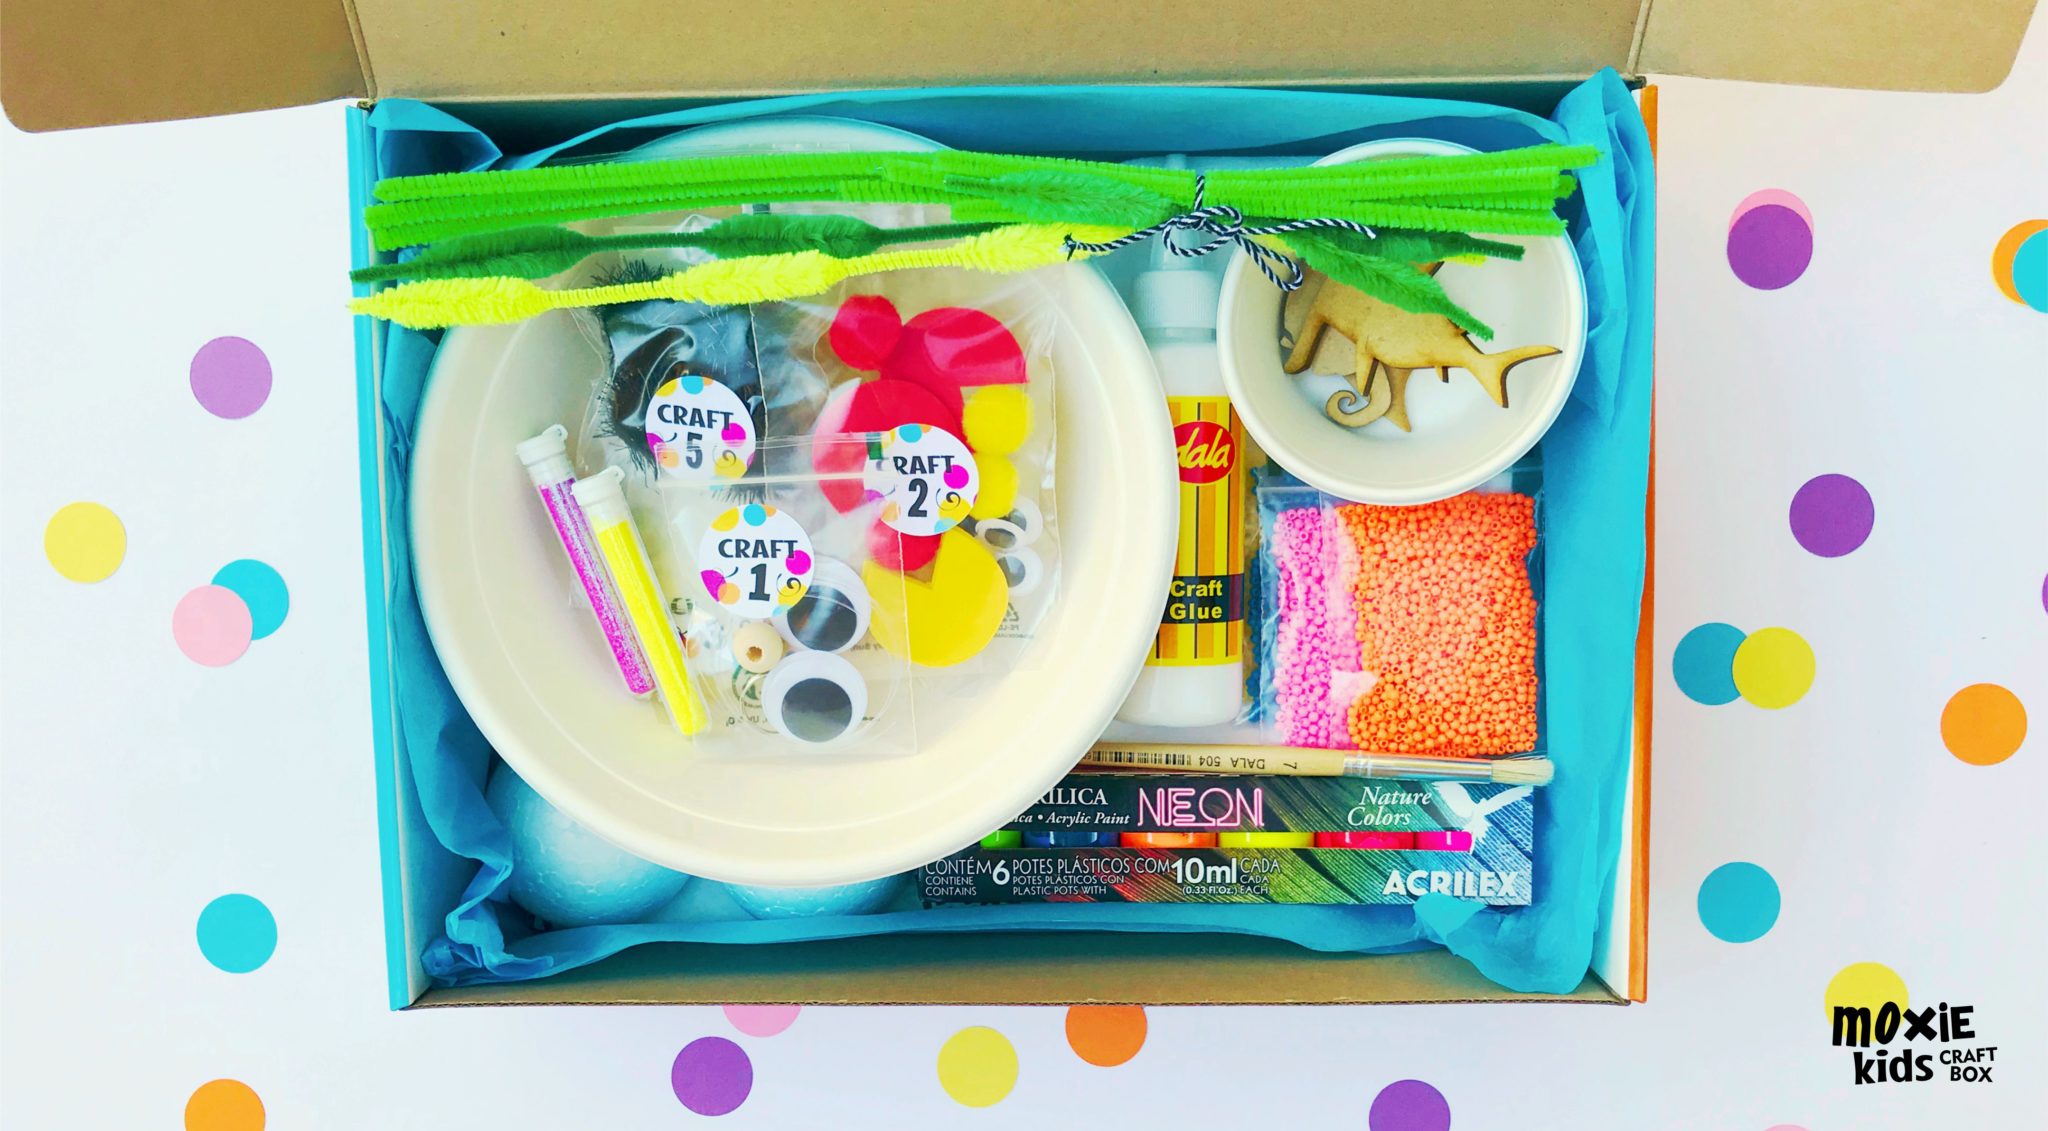 CRAFT
5
CRAFT
2
CRAFT
1
dala
Craft
Glue
7
DALA 504
Acrylic Paint
NEON
Nature
Colors
CONTÉM 6 POTES PLÁSTICOS COM 10ml CADA
CONTIENE POTES PLÁSTICOS CON CADA
CONTAINS PLASTIC POTS WITH (0.33 Fl.Oz.) EACH
ACRILEX
moxiE
kids CRAFT
BOX